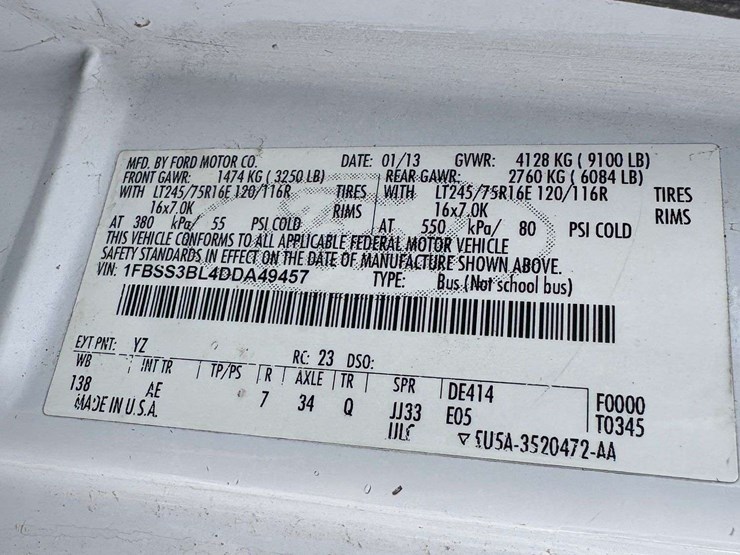 MFD. BY FORD MOTOR CO. DATE: 01/13 GVWR: 4128 KG ( 9100 LB)
FRONT GAWR: 1474 KG ( 3250 LB) REAR GAWR: 2760 KG ( 6084 LB)
WITH LT245/75R16E 120/116R TIRES WITH LT245/75R16E 120/116R TIRES
16x7.0K RIMS 16x7.0K RIMS
AT 380 kPa/ 55 PSI COLD AT 550 kPa/ 80 PSI COLD
THIS VEHICLE CONFORMS TO ALL APPLICABLE FEDERAL MOTOR VEHICLE
SAFETY STANDARDS IN EFFECT ON THE DATE OF MANUFACTURE SHOWN ABOVE.
VIN: 1FBSS3BL4DDA49457 TYPE: Bus (Not school bus)
EXT PNT: YZ RC: 23 DSO:
WB INT TR TP/PS R AXLE TR SPR DE414 F0000
138 AE 7 34 Q JJ33 E05 T0345
MADE IN U.S.A. 5U5A-3520472-AA